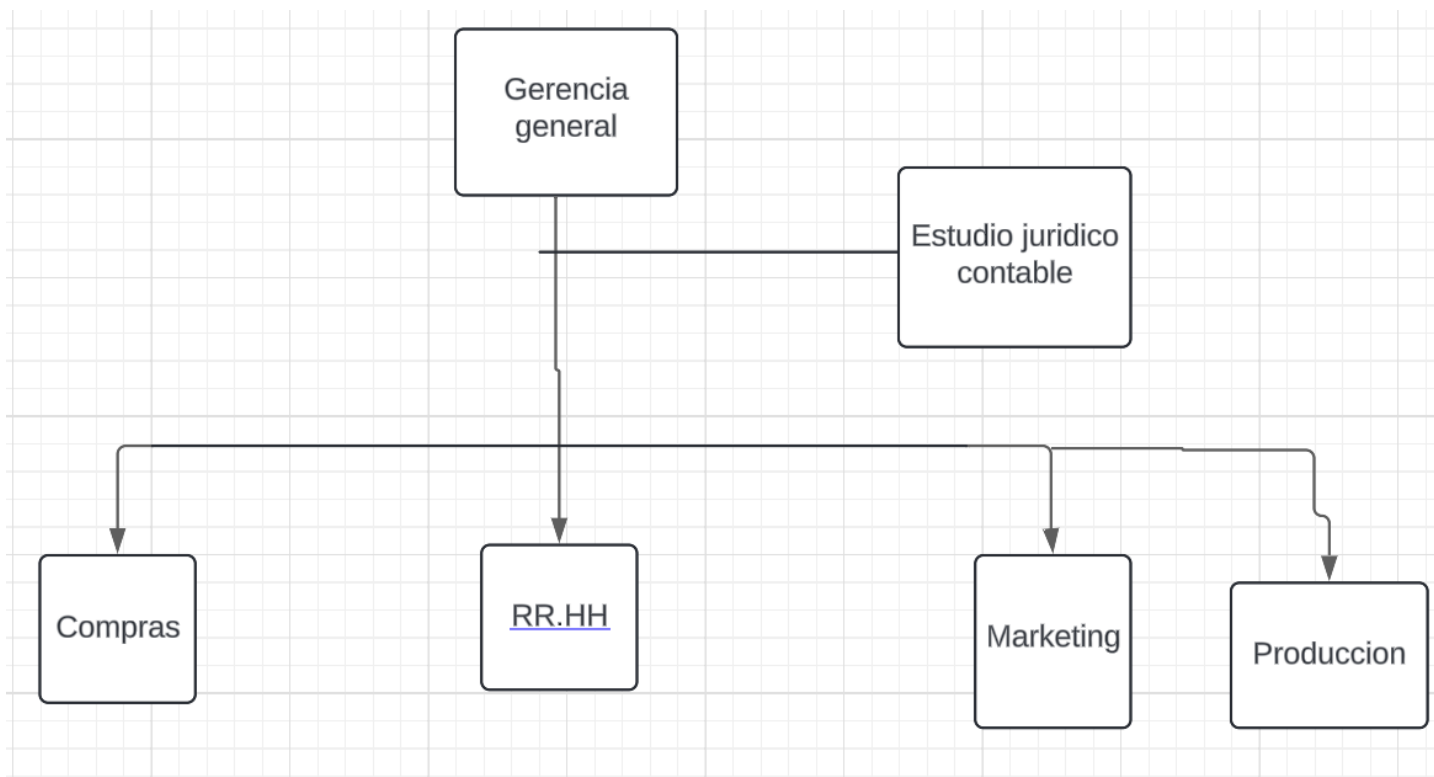 Gerencia
general
Estudio juridico
contable
Compras
RR.HH
Marketing
Produccion